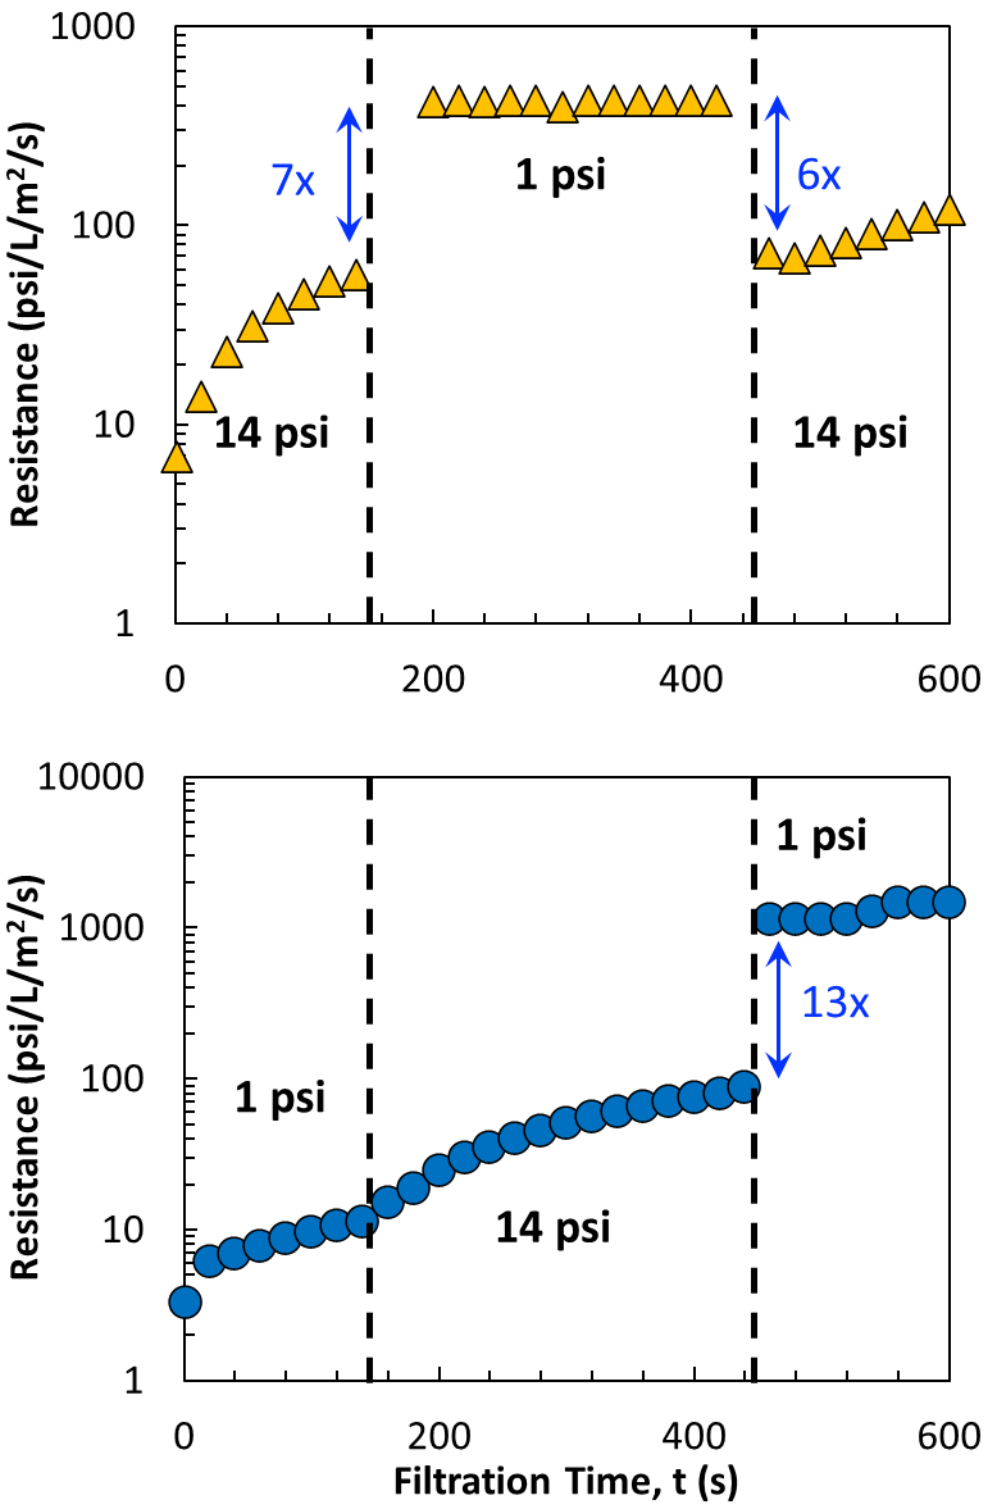 1000
100
10
1
Resistance (psi/L/m²/s)
7x
1 psi
6x
14 psi
14 psi
0
200
400
600
10000
1000
100
10
1
Resistance (psi/L/m²/s)
1 psi
13x
1 psi
14 psi
0
200
400
600
Filtration Time, t (s)